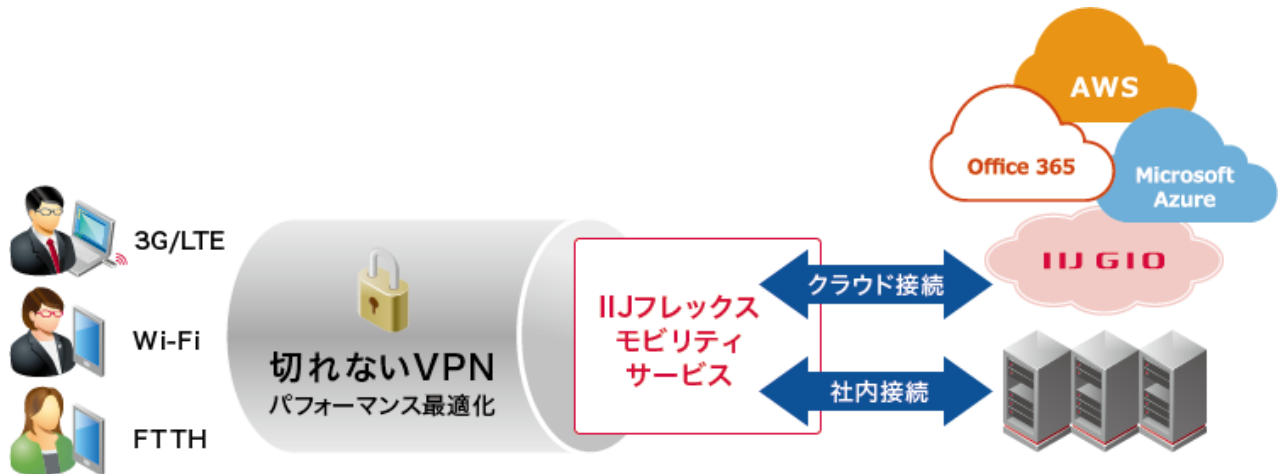 3G/LTE
Wi-Fi
FTTH
切れないVPN
パフォーマンス最適化
IIJフレックス
モビリティ
サービス
クラウド接続
社内接続
AWS
Office 365
Microsoft
Azure
IIJ GIO